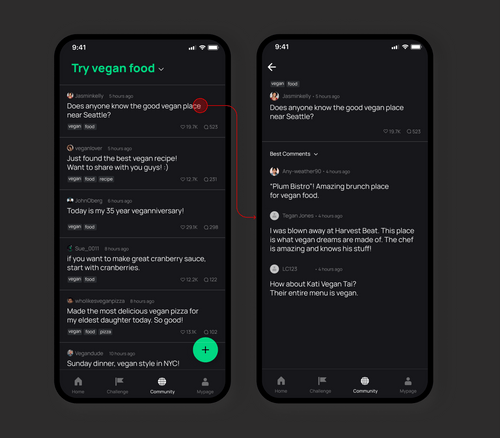 9:41
Try vegan food
Jasminkelly · 5 hours ago
Does anyone know the good vegan place
near Seattle?
vegan food
19.7K 523
veganlover · 5 hours ago
Just found the best vegan recipe!
Want to share with you guys! :)
vegan food recipe
12.7K 231
JohnOberg · 8 hours ago
Today is my 35 year veganniversary!
vegan food
29.1K 298
Sue_0011 · 8 hours ago
if you want to make great cranberry sauce,
start with cranberries.
vegan food
12.2K 122
wholikesveganpizza · 8 hours ago
Made the most delicious vegan pizza for
my eldest daughter today. So good!
vegan food pizza
13.1K 102
Vegandude · 10 hours ago
Sunday dinner, vegan style in NYC!
Home Challenge Community Mypage
9:41
vegan food
Jasminkelly · 5 hours ago
Does anyone know the good vegan place
near Seattle?
19.7K 523
Best Comments
Any-weather90 · 4 hours ago
"Plum Bistro"! Amazing brunch place
for vegan food.
Tegan Jones · 4 hours ago
I was blown away at Harvest Beat. This place
is what vegan dreams are made of. The chef
is amazing and knows his stuff!
LC123 · 4 hours ago
How about Kati Vegan Tai?
Their entire menu is vegan.
Home Challenge Community Mypage